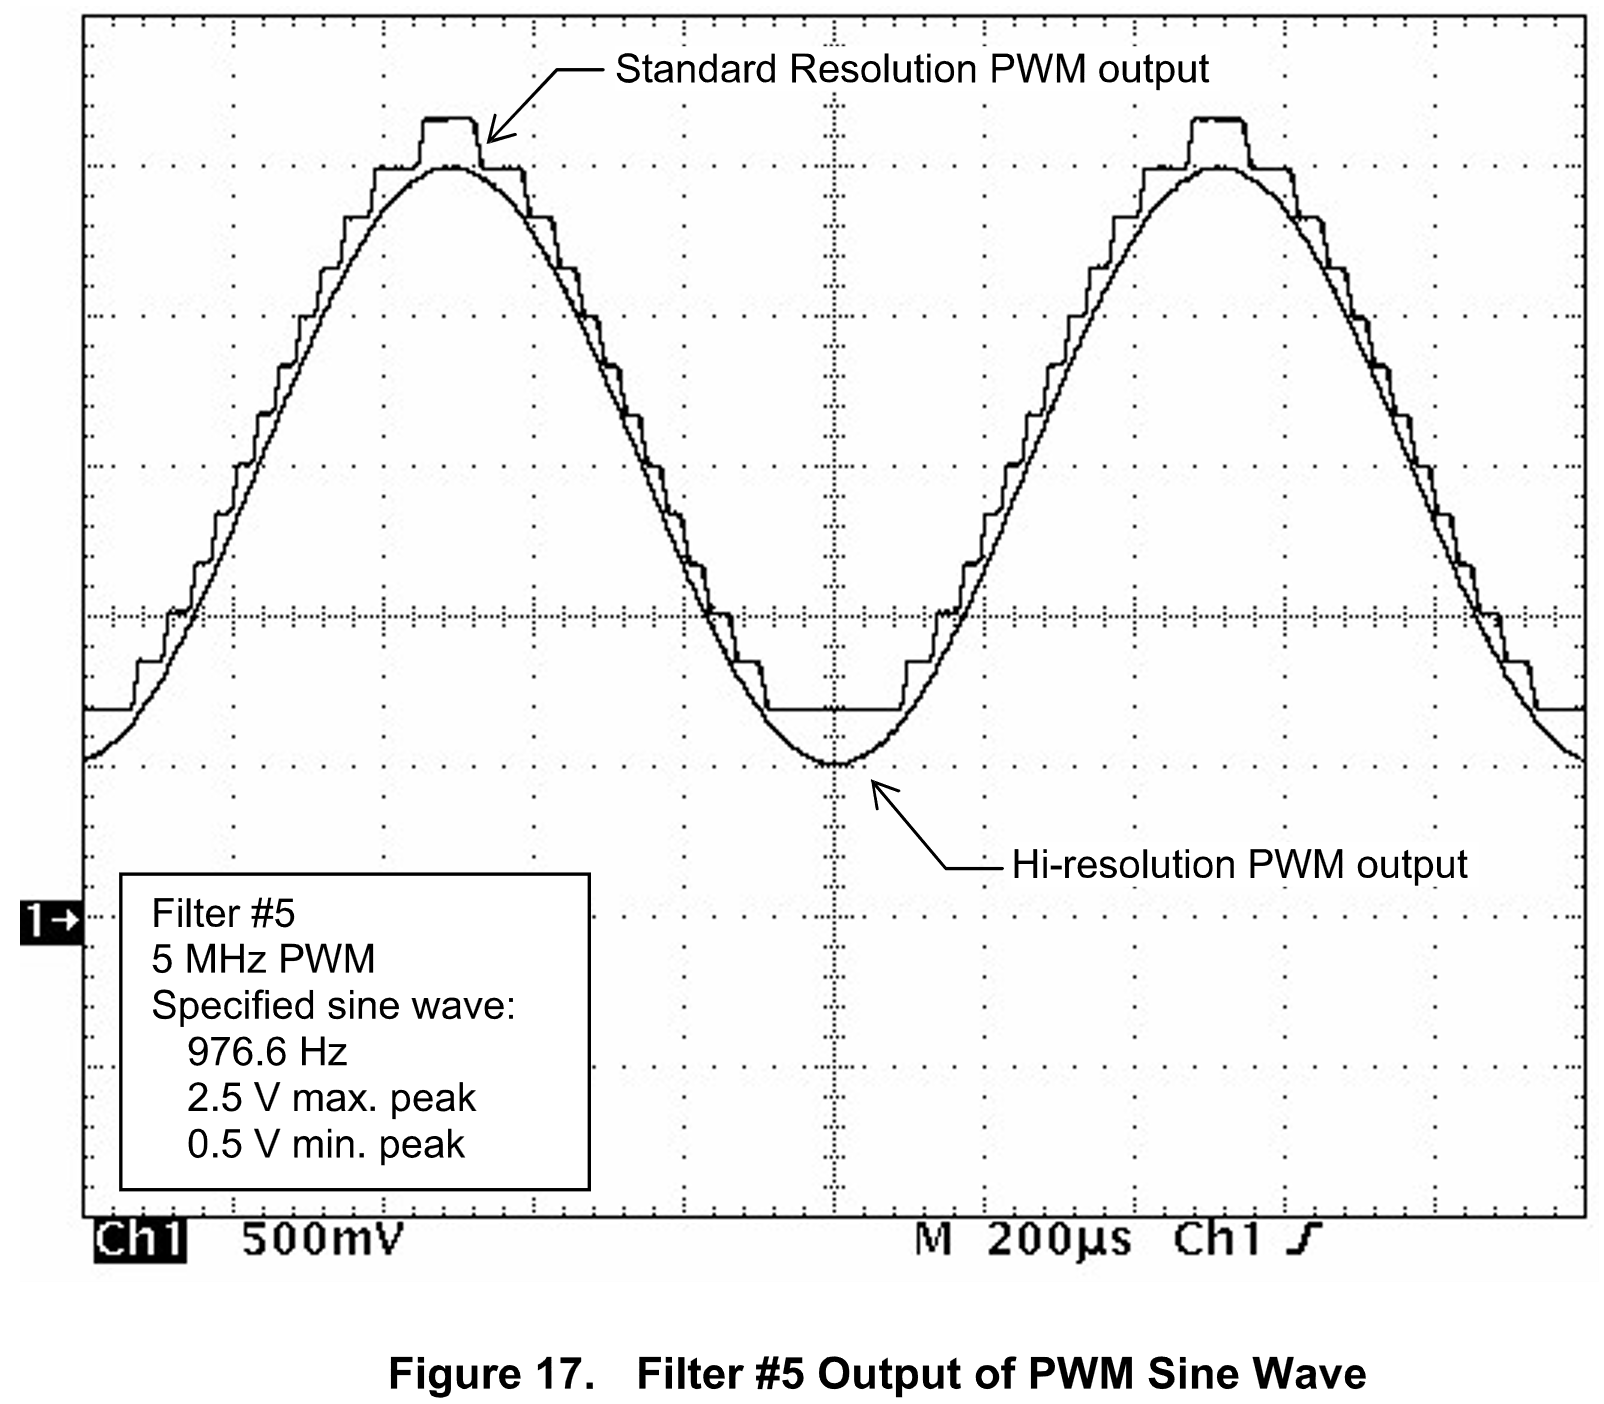 Standard Resolution PWM output
Hi-resolution PWM output
1→
Filter #5
5 MHz PWM
Specified sine wave:
976.6 Hz
2.5 V max. peak
0.5 V min. peak
Ch1 500mV M 200µs Ch1
Figure 17. Filter #5 Output of PWM Sine Wave